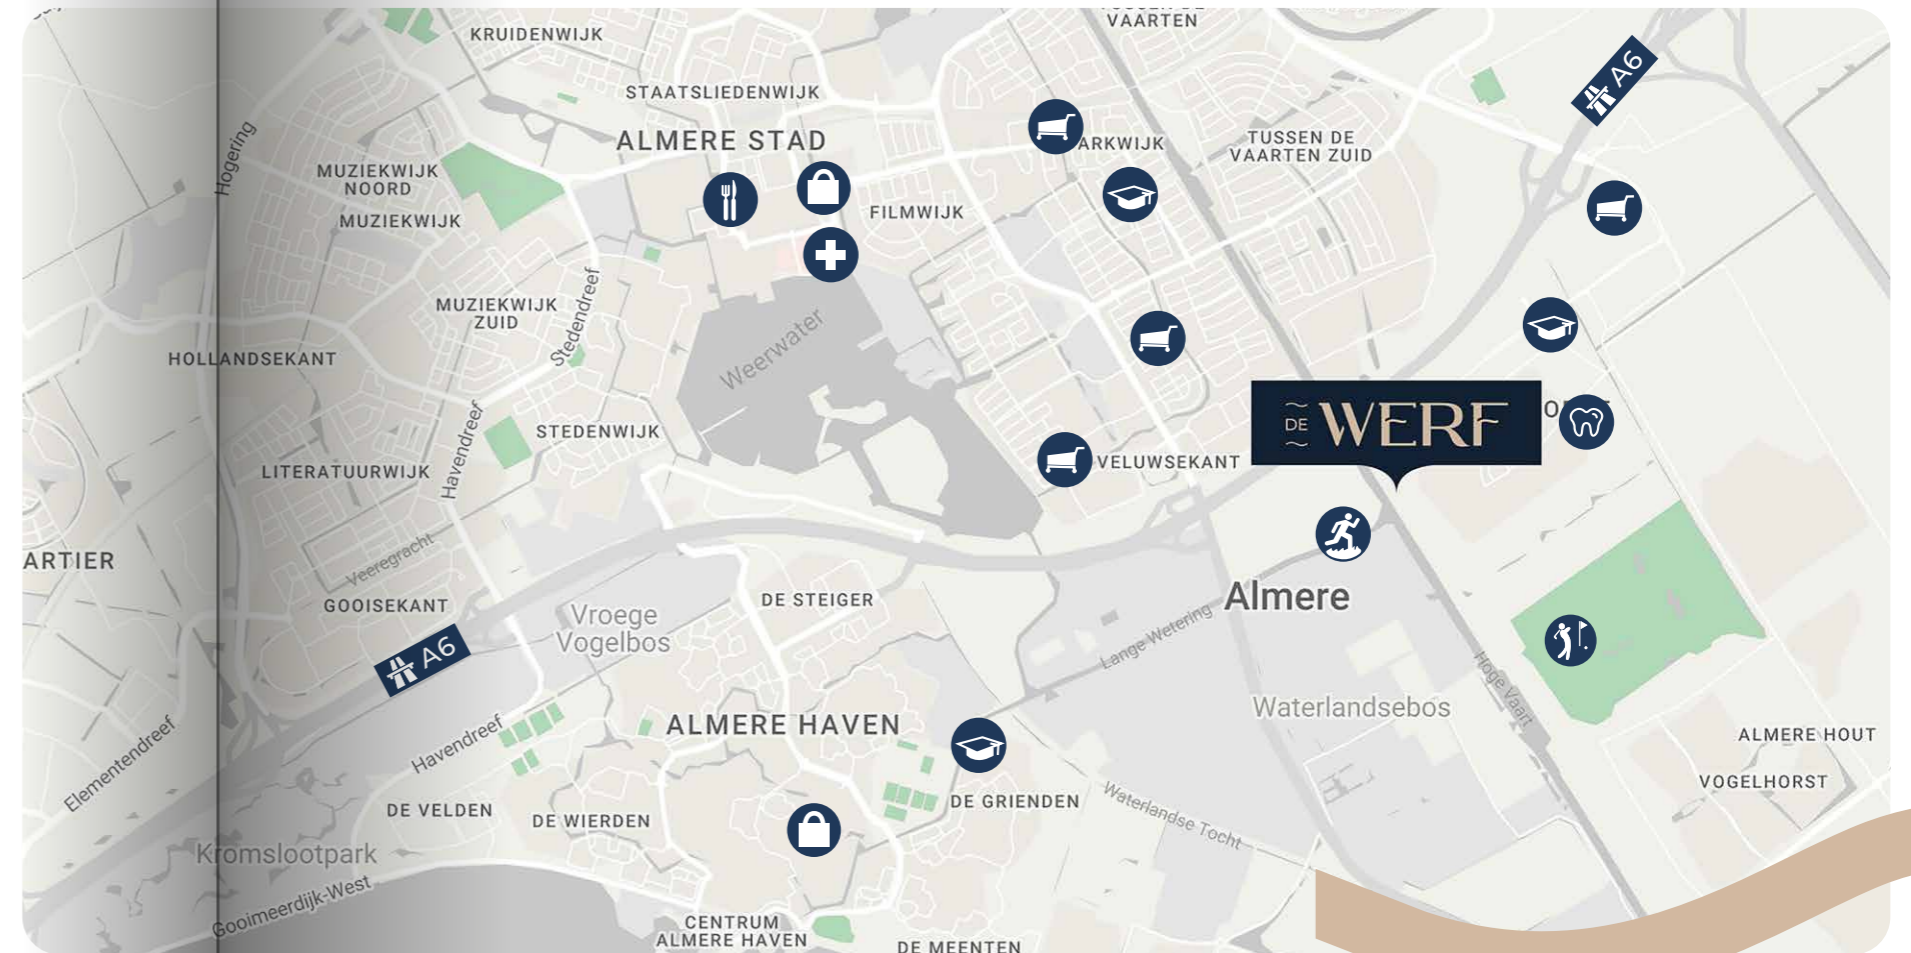 VAARTEN
KRUIDENWIJK
A6
STAATSLIEDENWIJK
ALMERE STAD
ARKWIJK
TUSSEN DE
VAARTEN ZUID
Hogering
MUZIEKWIJK
NOORD
MUZIEKWIJK
FILMWIJK
Stedendreef
MUZIEKWIJK
ZUID
Weerwater
HOLLANDSEKANT
DE
WERF
Havendreef
STEDENWIJK
VELUWSEKANT
LITERATUURWIJK
Veeregracht
ARTIER
GOOISEKANT
Vroege
Vogelbos
DE STEIGER
Almere
Lange Wetering
A6
Hoge Vaart
Waterlandsebos
ALMERE HAVEN
Havendreef
Elementendreef
ALMERE HOUT
VOGELHORST
DE VELDEN
DE WIERDEN
DE GRIENDEN
Waterlandse Tocht
Kromslootpark
Gooimeerdijk-West
CENTRUM
ALMERE HAVEN
DE MEENTEN